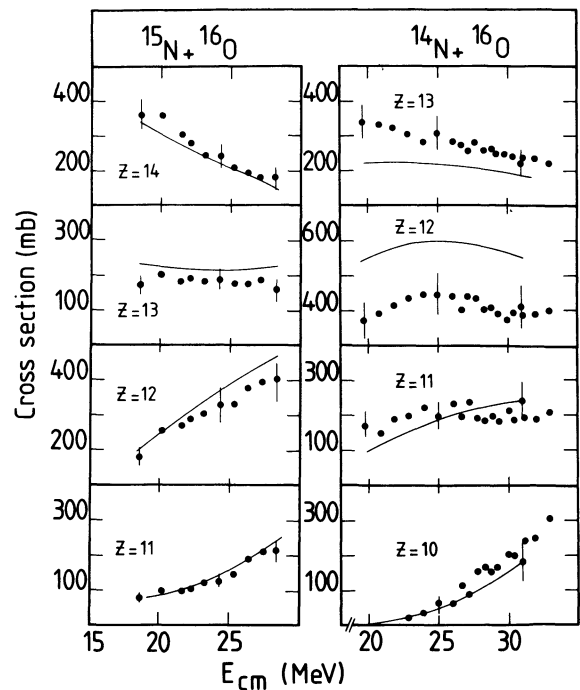 ¹⁵N + ¹⁶O
¹⁴N + ¹⁶O
Cross section (mb)
400
200
Z=14
400
200
Z=13
300
100
Z=13
600
400
Z=12
400
200
Z=12
300
100
Z=11
300
100
Z=11
300
100
Z=10
15 20 25 30
20 25 30
E_cm (MeV)